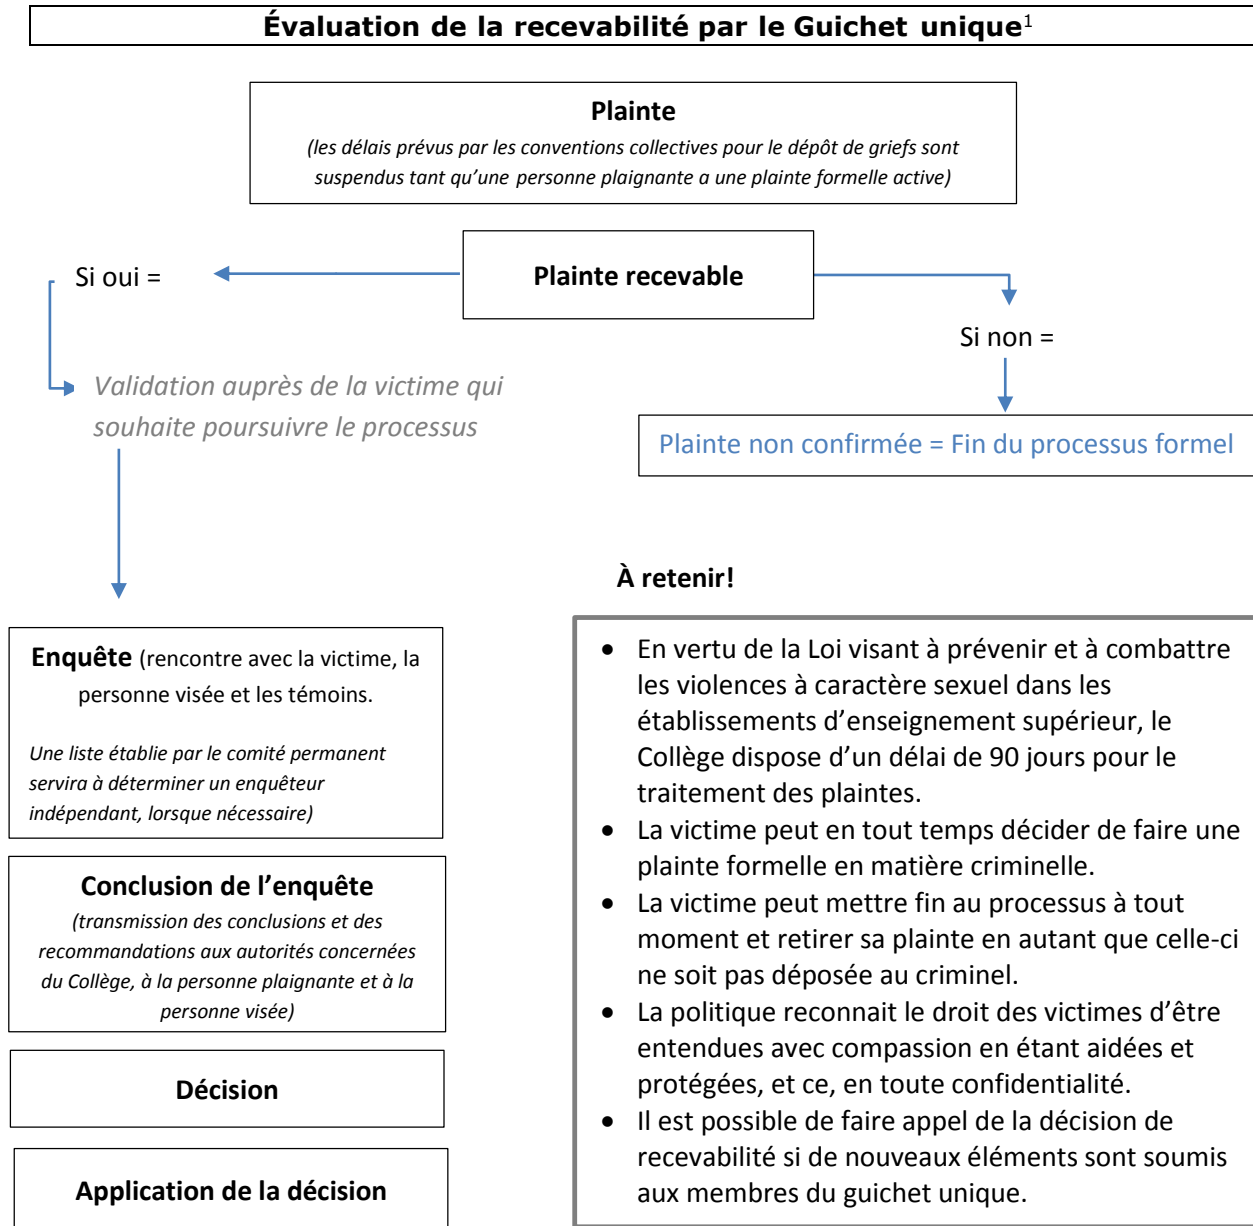 Évaluation de la recevabilité par le Guichet unique¹
Plainte
(les délais prévus par les conventions collectives pour le dépôt de griefs sont
suspendus tant qu’une personne plaignante a une plainte formelle active)
Plainte recevable
Si oui =
Si non =
Validation auprès de la victime qui
souhaite poursuivre le processus
Plainte non confirmée = Fin du processus formel
Enquête (rencontre avec la victime, la
personne visée et les témoins.
Une liste établie par le comité permanent
servira à déterminer un enquêteur
indépendant, lorsque nécessaire)
Conclusion de l’enquête
(transmission des conclusions et des
recommandations aux autorités concernées
du Collège, à la personne plaignante et à la
personne visée)
Décision
Application de la décision
À retenir!
• En vertu de la Loi visant à prévenir et à combattre
les violences à caractère sexuel dans les
établissements d’enseignement supérieur, le
Collège dispose d’un délai de 90 jours pour le
traitement des plaintes.
• La victime peut en tout temps décider de faire une
plainte formelle en matière criminelle.
• La victime peut mettre fin au processus à tout
moment et retirer sa plainte en autant que celle-ci
ne soit pas déposée au criminel.
• La politique reconnait le droit des victimes d’être
entendues avec compassion en étant aidées et
protégées, et ce, en toute confidentialité.
• Il est possible de faire appel de la décision de
recevabilité si de nouveaux éléments sont soumis
aux membres du guichet unique.